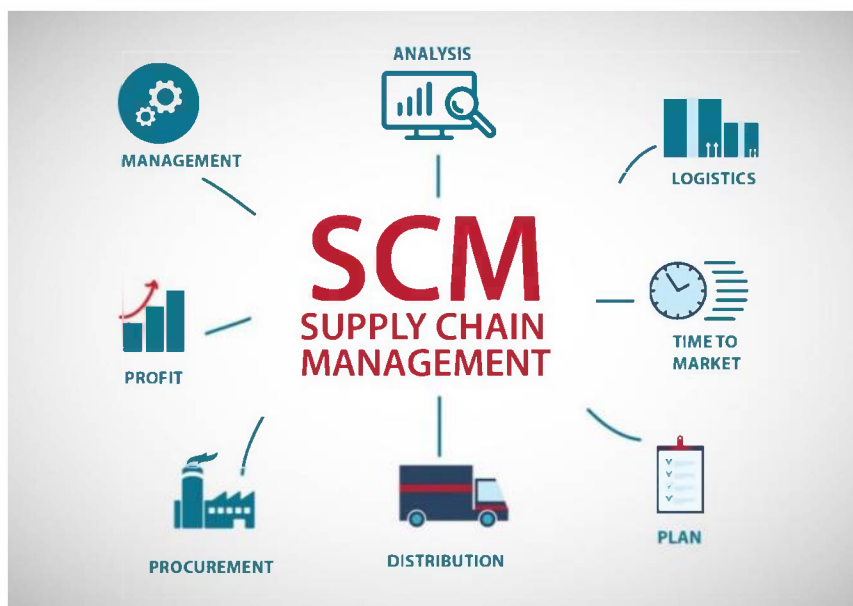 ANALYSIS
MANAGEMENT
LOGISTICS
SCM
SUPPLY CHAIN
MANAGEMENT
TIME TO
MARKET
PROFIT
PLAN
PROCUREMENT
DISTRIBUTION